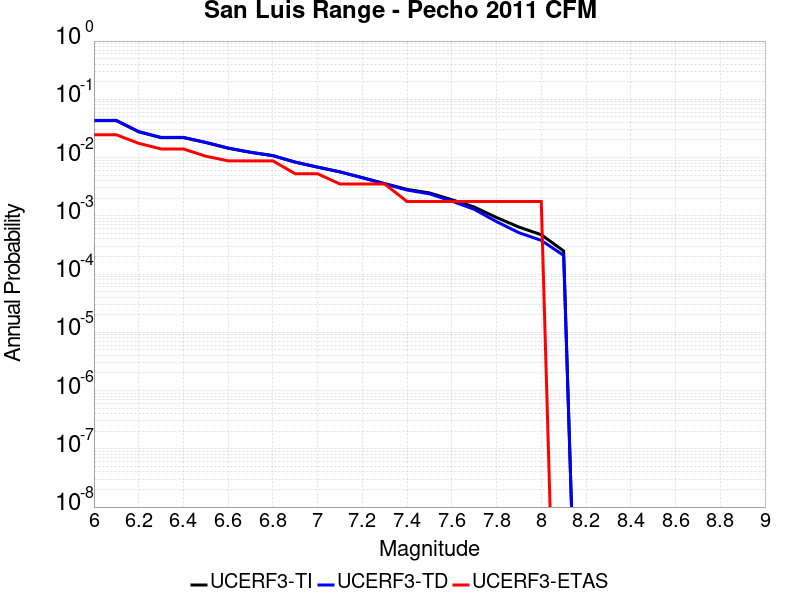 San Luis Range - Pecho 2011 CFM
Annual Probability
10^0
10^-1
10^-2
10^-3
10^-4
10^-5
10^-6
10^-7
10^-8
6 6.2 6.4 6.6 6.8 7 7.2 7.4 7.6 7.8 8 8.2 8.4 8.6 8.8 9
Magnitude
UCERF3-TI UCERF3-TD UCERF3-ETAS